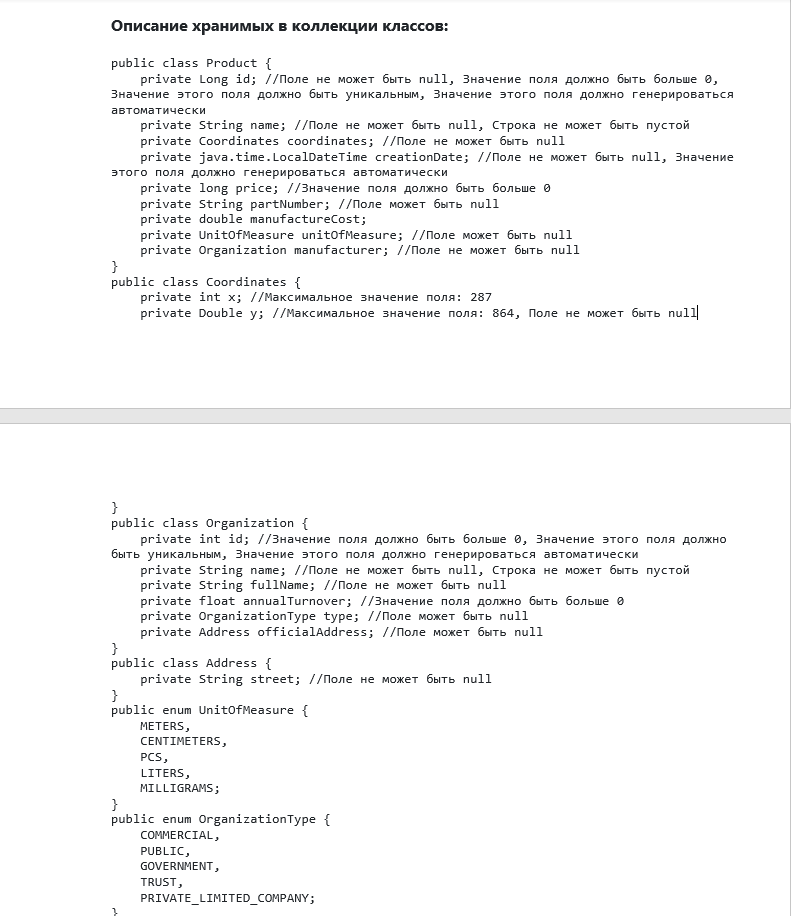 Описание хранимых в коллекции классов:
public class Product {
    private Long id; //Поле не может быть null, Значение поля должно быть больше 0,
Значение этого поля должно быть уникальным, Значение этого поля должно генерироваться
автоматически
    private String name; //Поле не может быть null, Строка не может быть пустой
    private Coordinates coordinates; //Поле не может быть null
    private java.time.LocalDateTime creationDate; //Поле не может быть null, Значение
этого поля должно генерироваться автоматически
    private long price; //Значение поля должно быть больше 0
    private String partNumber; //Поле может быть null
    private double manufactureCost;
    private UnitOfMeasure unitOfMeasure; //Поле может быть null
    private Organization manufacturer; //Поле не может быть null
}
public class Coordinates {
    private int x; //Максимальное значение поля: 287
    private Double y; //Максимальное значение поля: 864, Поле не может быть null
}
public class Organization {
    private int id; //Значение поля должно быть больше 0, Значение этого поля должно
быть уникальным, Значение этого поля должно генерироваться автоматически
    private String name; //Поле не может быть null, Строка не может быть пустой
    private String fullName; //Поле не может быть null
    private float annualTurnover; //Значение поля должно быть больше 0
    private OrganizationType type; //Поле может быть null
    private Address officialAddress; //Поле может быть null
}
public class Address {
    private String street; //Поле не может быть null
}
public enum UnitOfMeasure {
    METERS,
    CENTIMETERS,
    PCS,
    LITERS,
    MILLIGRAMS;
}
public enum OrganizationType {
    COMMERCIAL,
    PUBLIC,
    GOVERNMENT,
    TRUST,
    PRIVATE_LIMITED_COMPANY;
}